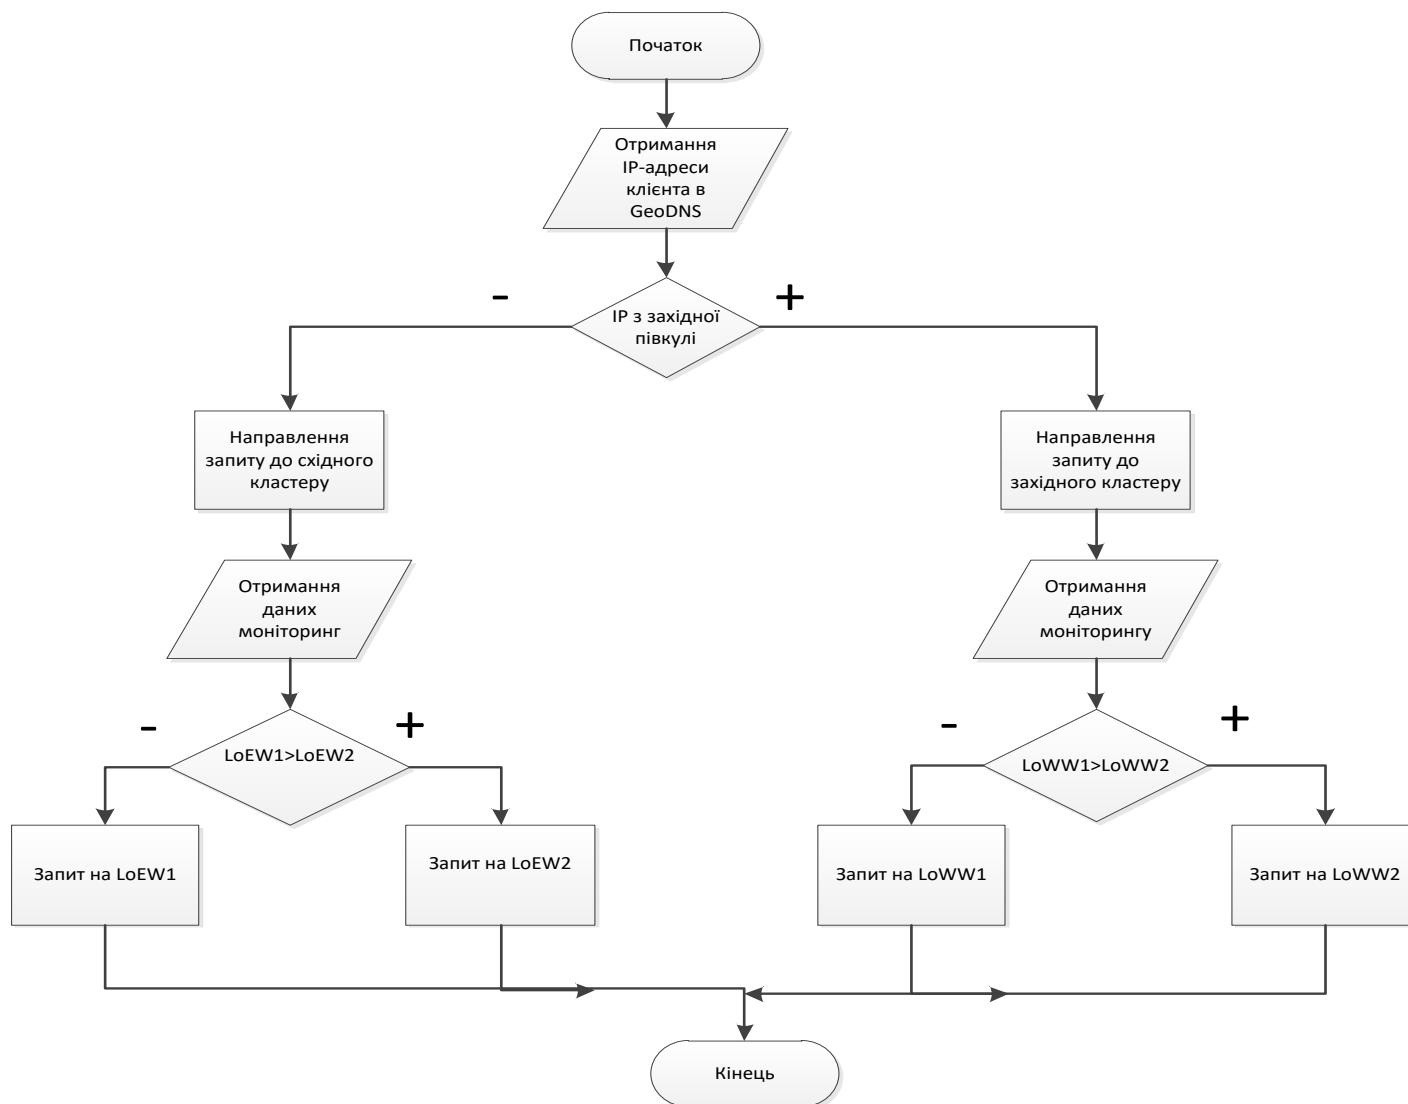 Початок
Отримання
IP-адреси
клієнта в
GeoDNS
-
+
IP з західної
півкулі
Направлення
запиту до східного
кластеру
Направлення
запиту до
західного кластеру
Отримання
даних
моніторинг
Отримання
даних
моніторингу
-
+
LoEW1>LoEW2
-
+
LoWW1>LoWW2
Запит на LoEW1
Запит на LoEW2
Запит на LoWW1
Запит на LoWW2
Кінець